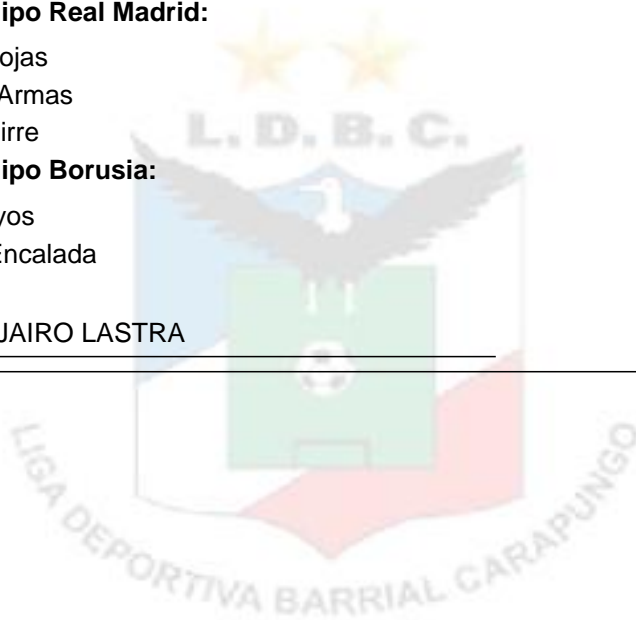 ipo Real Madrid:
ojas
Armas
irre
L. D. B. C.
ipo Borusia:
yos
Encalada
JAIRO LASTRA
LIGA DEPORTIVA BARRIAL CARAPUNGO